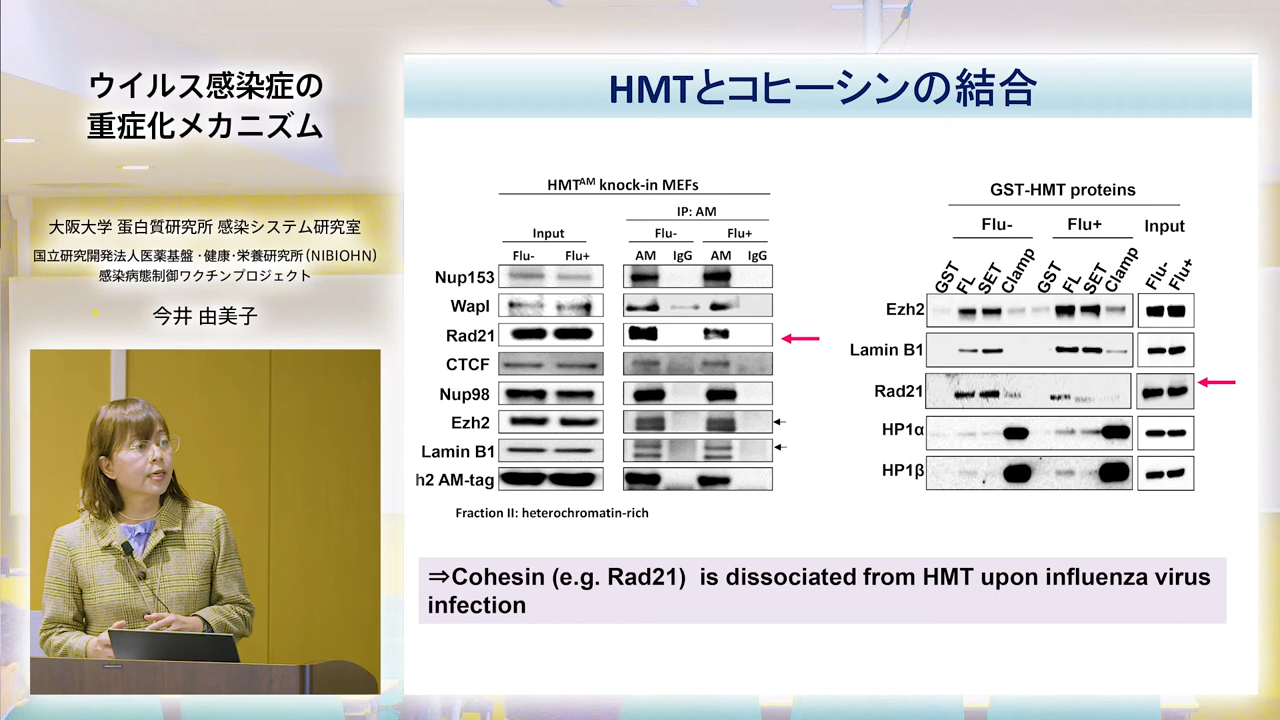 ウイルス感染症の
重症化メカニズム
大阪大学 蛋白質研究所 感染システム研究室
国立研究開発法人医薬基盤・健康・栄養研究所(NIBIOHN)
感染病態制御ワクチンプロジェクト
今井 由美子
HMTとコヒーシンの結合
HMTAM knock-in MEFs
IP: AM
Input Flu- Flu+
Flu- Flu+ AM IgG AM IgG
Nup153
Wapl
Rad21
CTCF
Nup98
Ezh2
Lamin B1
h2 AM-tag
Fraction II: heterochromatin-rich
GST-HMT proteins
Flu- Flu+ Input
GST FL SET Clamp GST FL SET Clamp Flu- Flu+
Ezh2
Lamin B1
Rad21
HP1α
HP1β
⇒Cohesin (e.g. Rad21) is dissociated from HMT upon influenza virus
infection